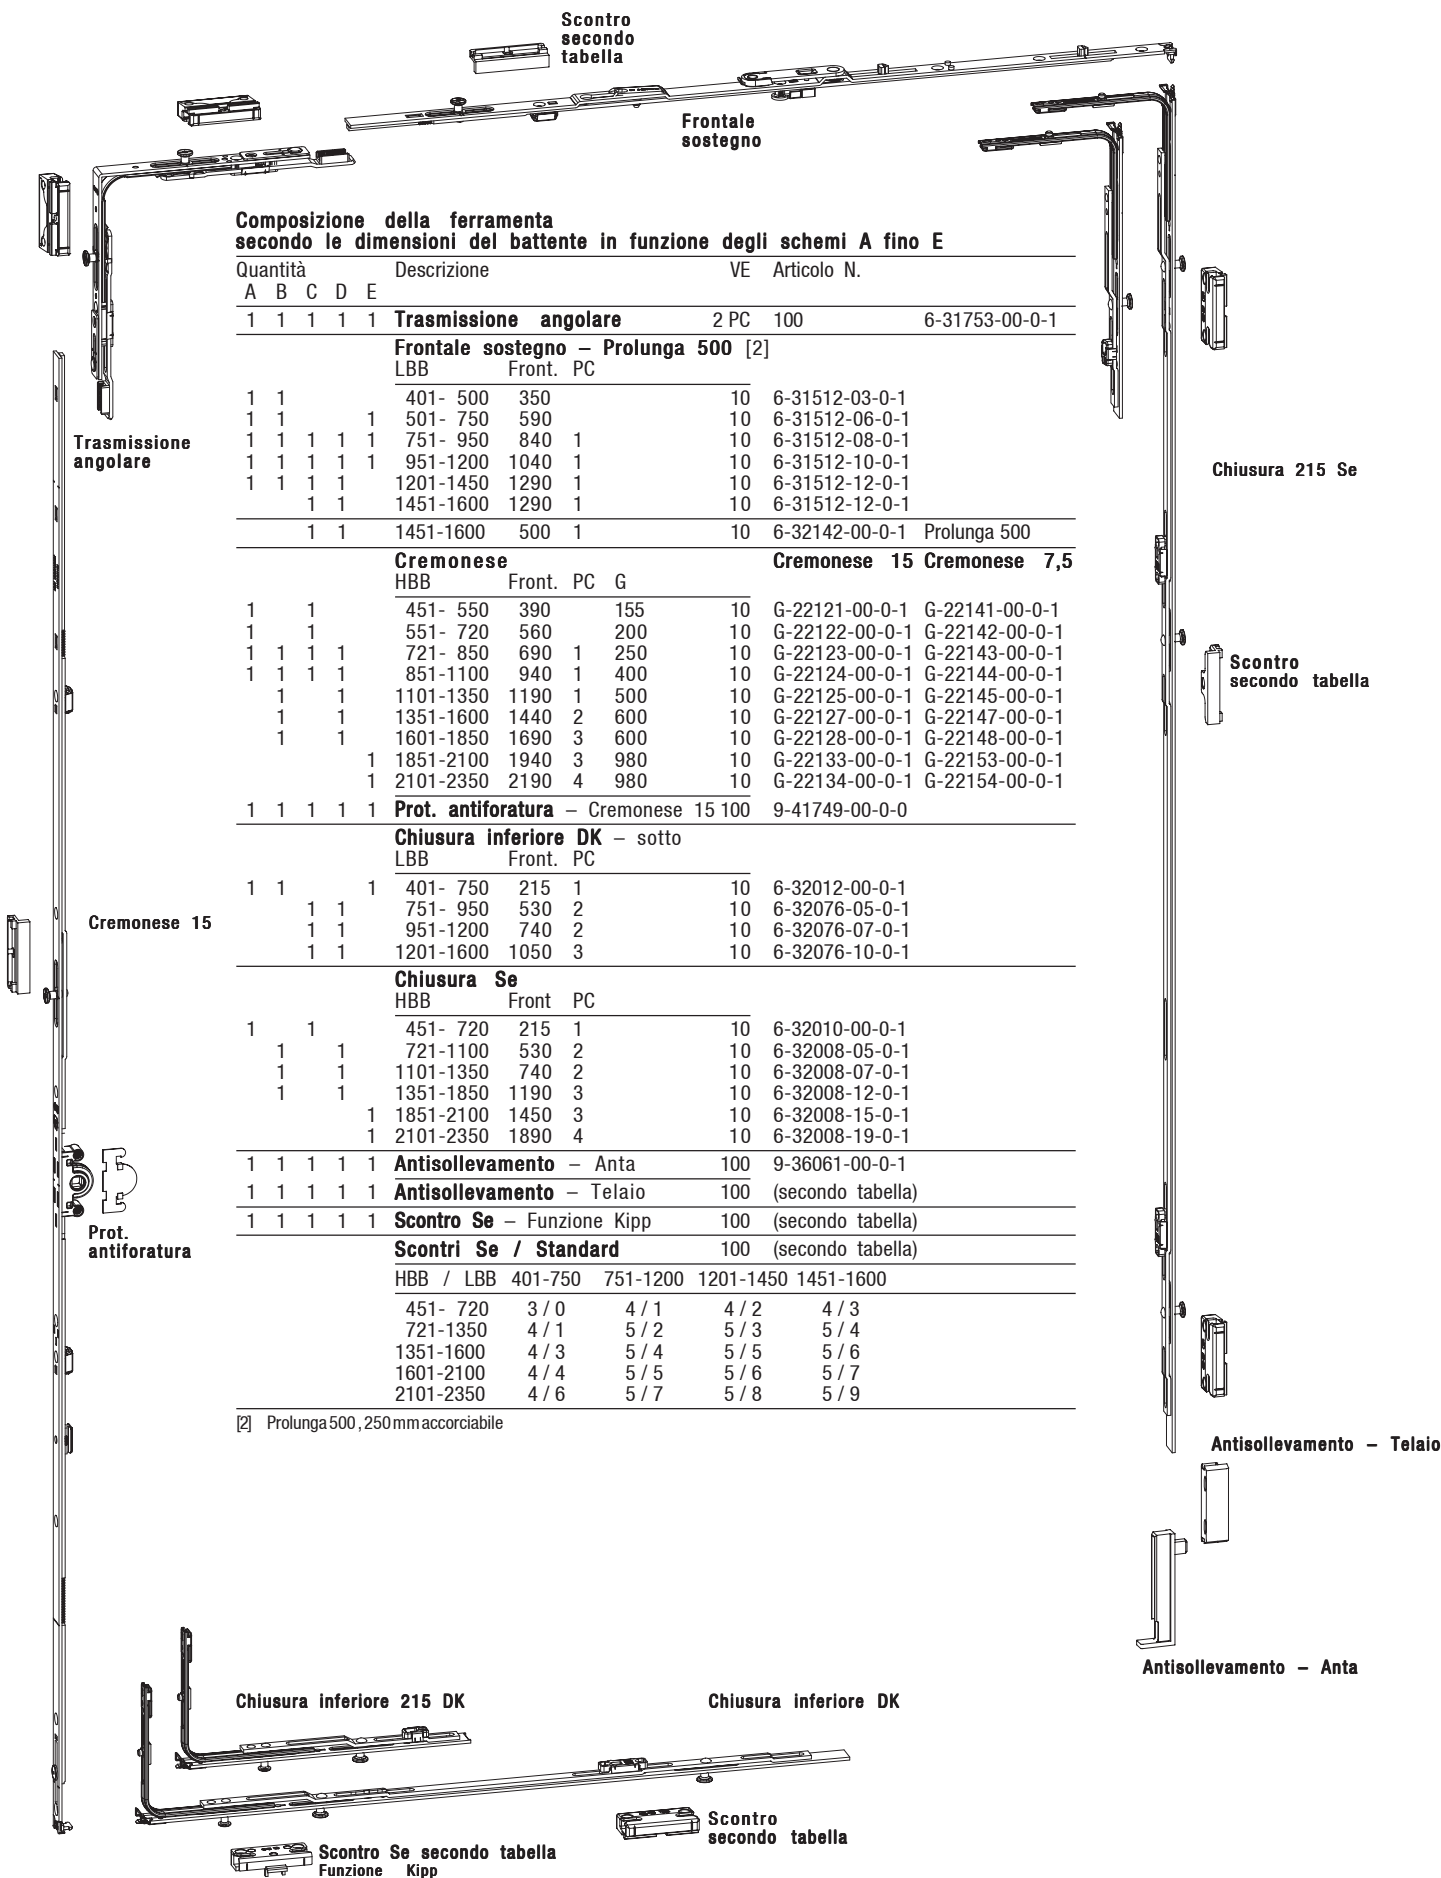 Scontro
secondo
tabella
Frontale
sostegno
Composizione della ferramenta
secondo le dimensioni del battente in funzione degli schemi A fino E
Quantità Descrizione VE Articolo N.
A B C D E
1 1 1 1 1 Trasmissione angolare 2 PC 100 6-31753-00-0-1
Frontale sostegno – Prolunga 500 [2]
LBB Front. PC
1 1 401- 500 350 10 6-31512-03-0-1
1 1 1 501- 750 590 10 6-31512-06-0-1
1 1 1 1 1 751- 950 840 1 10 6-31512-08-0-1
1 1 1 1 1 951-1200 1040 1 10 6-31512-10-0-1
1 1 1 1 1201-1450 1290 1 10 6-31512-12-0-1
1 1 1451-1600 1290 1 10 6-31512-12-0-1
1 1 1451-1600 500 1 10 6-32142-00-0-1 Prolunga 500
Cremonese Cremonese 15 Cremonese 7,5
HBB Front. PC G
1 1 451- 550 390 155 10 G-22121-00-0-1 G-22141-00-0-1
1 1 551- 720 560 200 10 G-22122-00-0-1 G-22142-00-0-1
1 1 1 1 721- 850 690 1 250 10 G-22123-00-0-1 G-22143-00-0-1
1 1 1 1 851-1100 940 1 400 10 G-22124-00-0-1 G-22144-00-0-1
1 1 1101-1350 1190 1 500 10 G-22125-00-0-1 G-22145-00-0-1
1 1 1351-1600 1440 2 600 10 G-22127-00-0-1 G-22147-00-0-1
1 1 1601-1850 1690 3 600 10 G-22128-00-0-1 G-22148-00-0-1
1 1851-2100 1940 3 980 10 G-22133-00-0-1 G-22153-00-0-1
1 2101-2350 2190 4 980 10 G-22134-00-0-1 G-22154-00-0-1
1 1 1 1 1 Prot. antiforatura – Cremonese 15 100 9-41749-00-0-0
Chiusura inferiore DK – sotto
LBB Front. PC
1 1 1 401- 750 215 1 10 6-32012-00-0-1
1 1 751- 950 530 2 10 6-32076-05-0-1
1 1 951-1200 740 2 10 6-32076-07-0-1
1 1 1201-1600 1050 3 10 6-32076-10-0-1
Chiusura Se
HBB Front PC
1 1 451- 720 215 1 10 6-32010-00-0-1
1 1 721-1100 530 2 10 6-32008-05-0-1
1 1 1101-1350 740 2 10 6-32008-07-0-1
1 1 1351-1850 1190 3 10 6-32008-12-0-1
1 1851-2100 1450 3 10 6-32008-15-0-1
1 2101-2350 1890 4 10 6-32008-19-0-1
1 1 1 1 1 Antisollevamento – Anta 100 9-36061-00-0-1
1 1 1 1 1 Antisollevamento – Telaio 100 (secondo tabella)
1 1 1 1 1 Scontro Se – Funzione Kipp 100 (secondo tabella)
Scontri Se / Standard 100 (secondo tabella)
HBB / LBB 401-750 751-1200 1201-1450 1451-1600
451- 720 3 / 0 4 / 1 4 / 2 4 / 3
721-1350 4 / 1 5 / 2 5 / 3 5 / 4
1351-1600 4 / 3 5 / 4 5 / 5 5 / 6
1601-2100 4 / 4 5 / 5 5 / 6 5 / 7
2101-2350 4 / 6 5 / 7 5 / 8 5 / 9
[2] Prolunga 500 , 250 mm accorciabile
Trasmissione
angolare
Cremonese 15
Prot.
antiforatura
Chiusura 215 Se
Scontro
secondo tabella
Antisollevamento – Telaio
Antisollevamento – Anta
Chiusura inferiore 215 DK
Chiusura inferiore DK
Scontro
secondo tabella
Scontro Se secondo tabella
Funzione Kipp